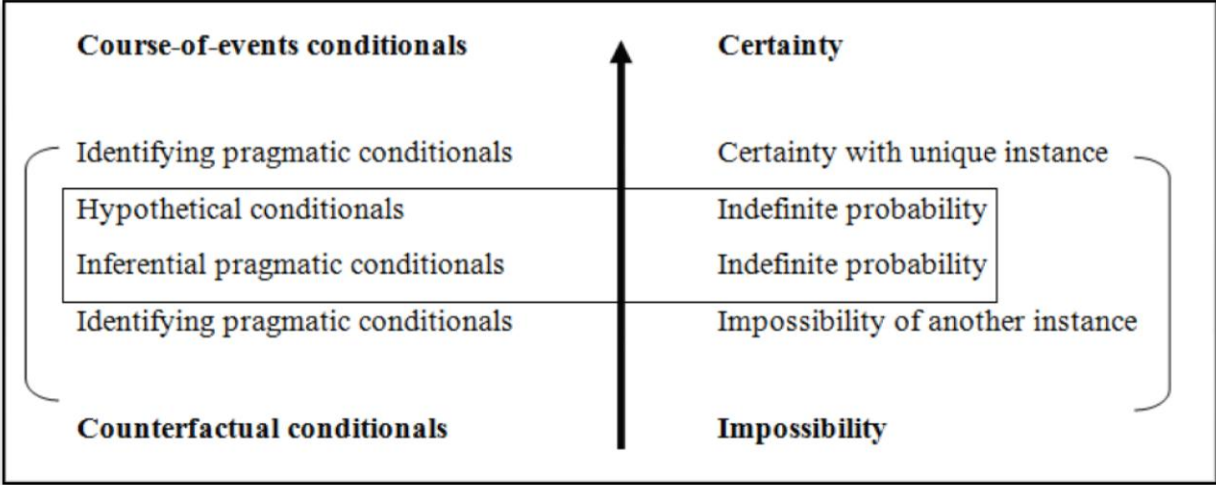 Course-of-events conditionals
Certainty
Identifying pragmatic conditionals
Certainty with unique instance
Hypothetical conditionals
Indefinite probability
Inferential pragmatic conditionals
Indefinite probability
Identifying pragmatic conditionals
Impossibility of another instance
Counterfactual conditionals
Impossibility